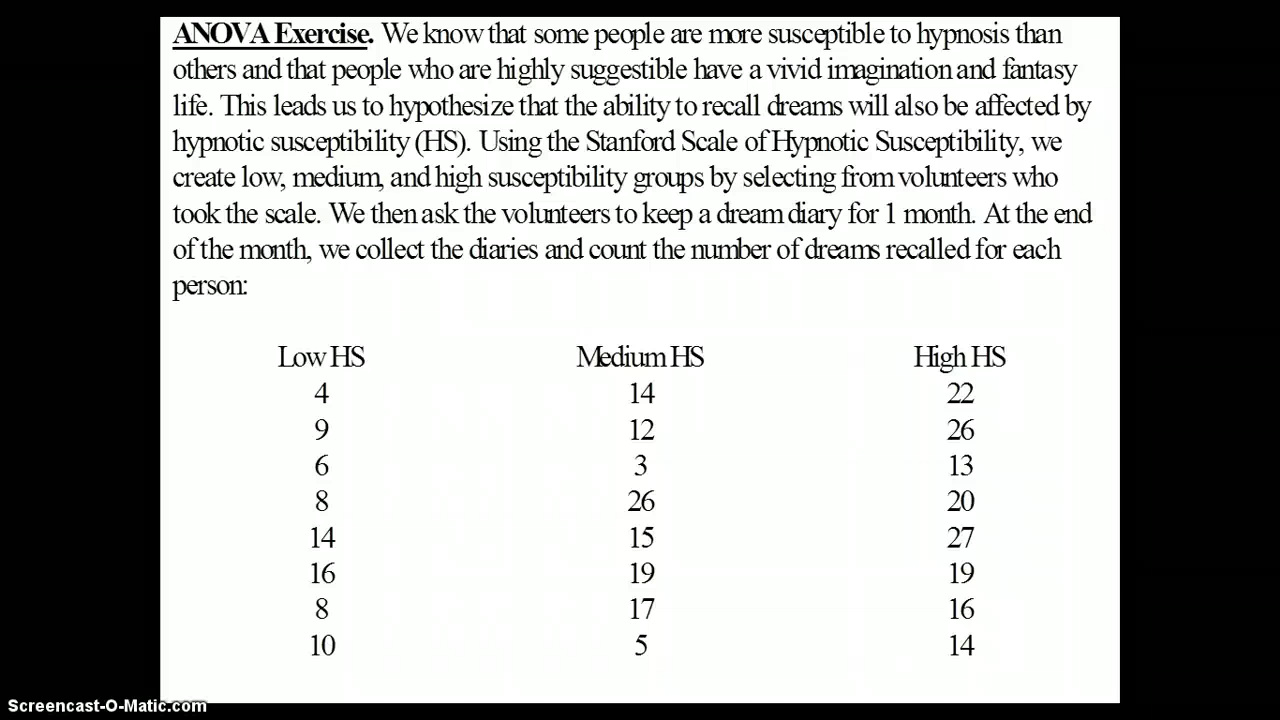 ANOVA Exercise. We know that some people are more susceptible to hypnosis than
others and that people who are highly suggestible have a vivid imagination and fantasy
life. This leads us to hypothesize that the ability to recall dreams will also be affected by
hypnotic susceptibility (HS). Using the Stanford Scale of Hypnotic Susceptibility, we
create low, medium, and high susceptibility groups by selecting from volunteers who
took the scale. We then ask the volunteers to keep a dream diary for 1 month. At the end
of the month, we collect the diaries and count the number of dreams recalled for each
person:
Low HS Medium HS High HS
4 14 22
9 12 26
6 3 13
8 26 20
14 15 27
16 19 19
8 17 16
10 5 14
Screencast-O-Matic.com